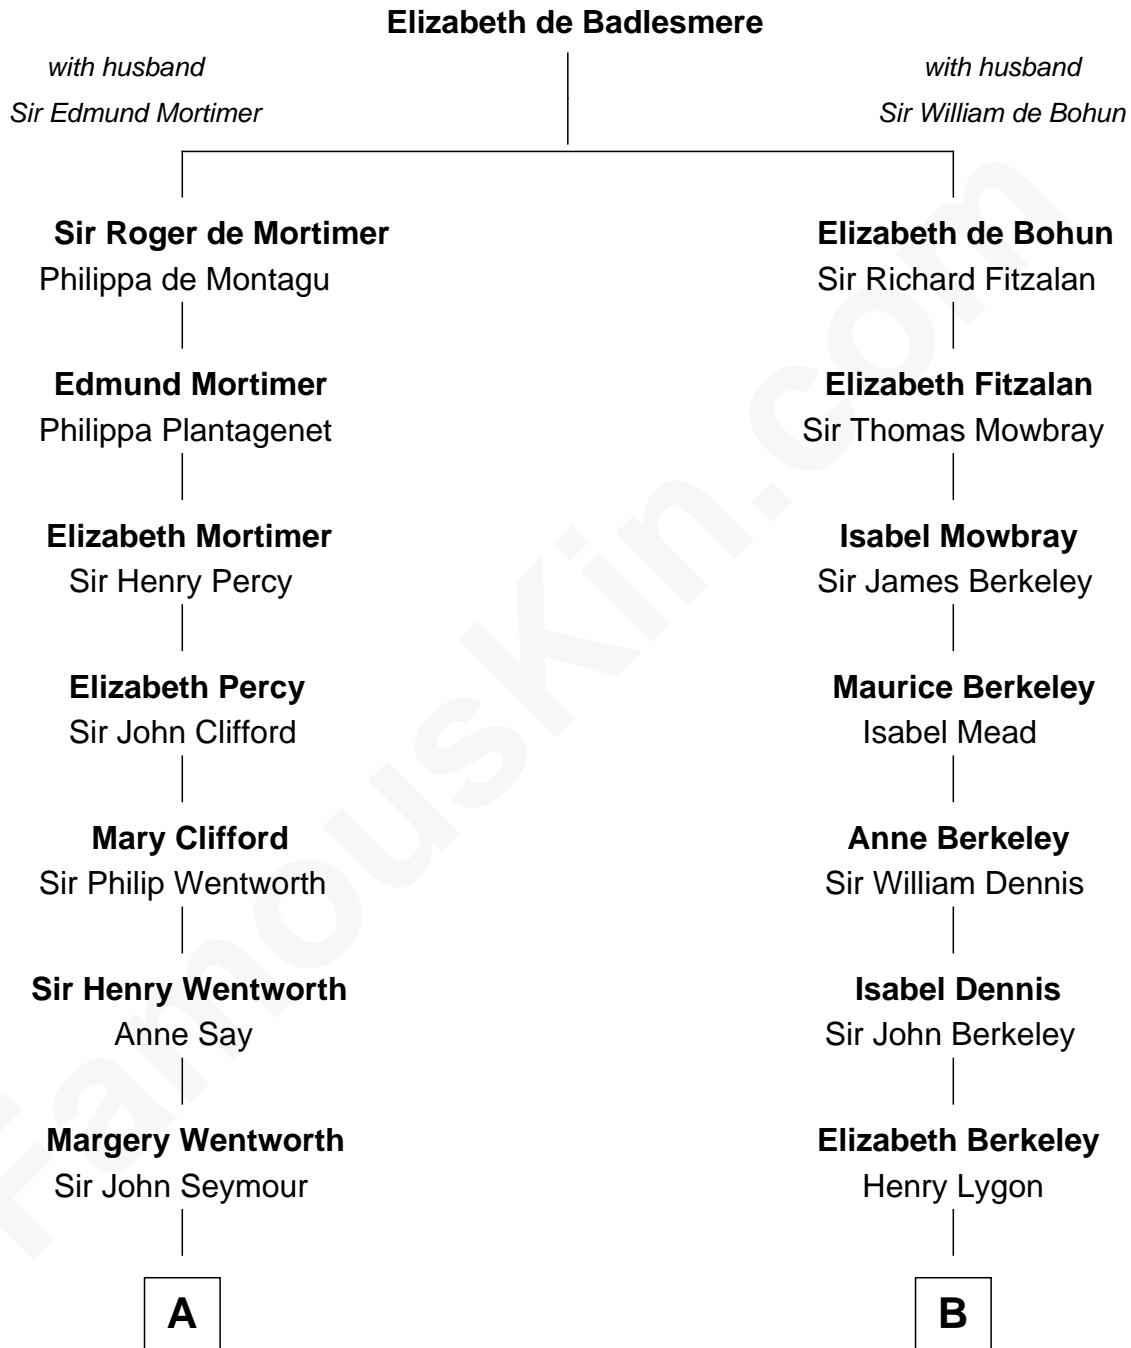 Elizabeth de Badlesmere
with husband
Sir Edmund Mortimer
with husband
Sir William de Bohun
Sir Roger de Mortimer
Philippa de Montagu
Elizabeth de Bohun
Sir Richard Fitzalan
Edmund Mortimer
Philippa Plantagenet
Elizabeth Fitzalan
Sir Thomas Mowbray
Elizabeth Mortimer
Sir Henry Percy
Isabel Mowbray
Sir James Berkeley
Elizabeth Percy
Sir John Clifford
Maurice Berkeley
Isabel Mead
Mary Clifford
Sir Philip Wentworth
Anne Berkeley
Sir William Dennis
Sir Henry Wentworth
Anne Say
Isabel Dennis
Sir John Berkeley
Margery Wentworth
Sir John Seymour
Elizabeth Berkeley
Henry Lygon
A
B
FamousKin.com